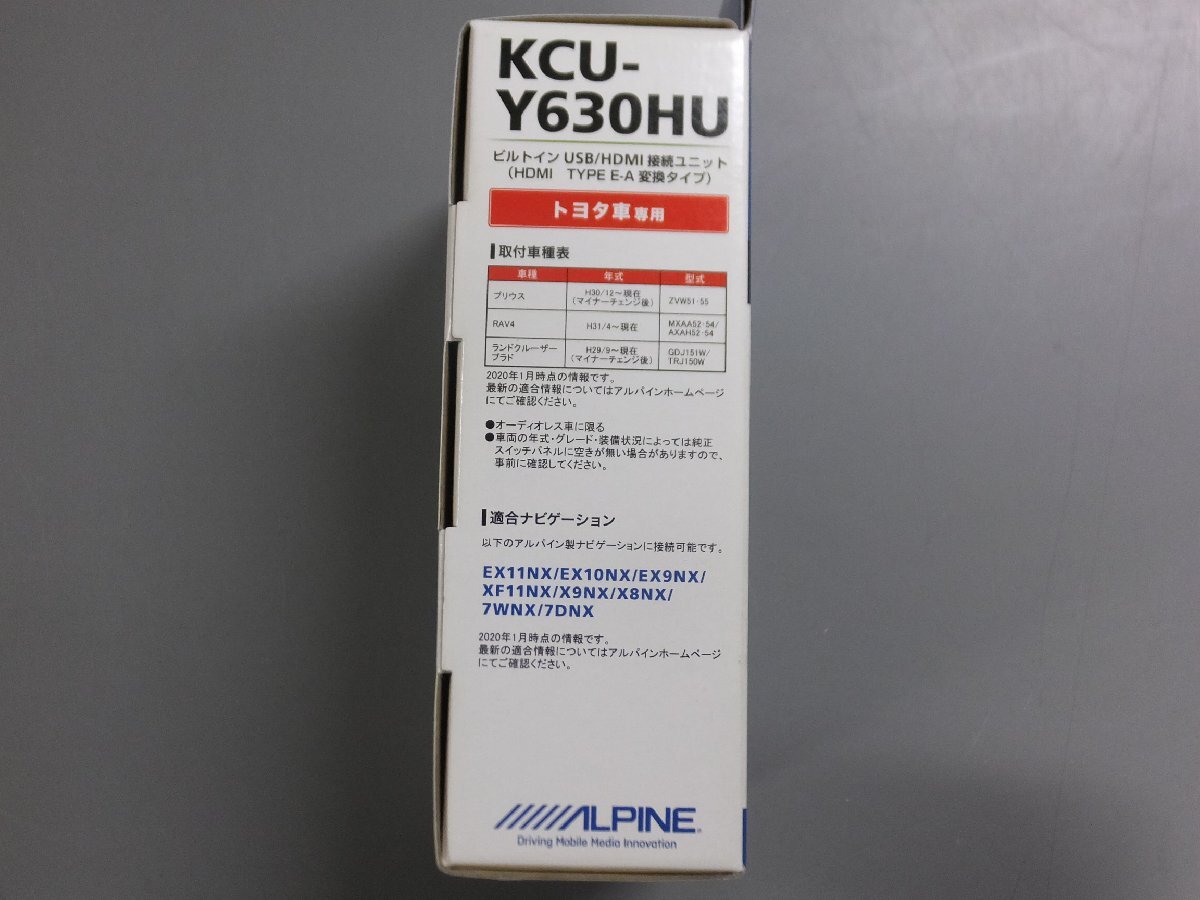 KCU-
Y630HU
ビルトイン USB/HDMI 接続ユニット
（HDMI TYPE E-A 変換タイプ）
トヨタ車専用
取付車種表
車種 年式 型式
プリウス H30/12～現在 （マイナーチェンジ後） ZVW51･55
RAV4 H31/4～現在 MXAA52･54/ AXAH52･54
ランドクルーザー プラド H29/9～現在 （マイナーチェンジ後） GDJ151W/ TRJ150W
2020年1月時点の情報です。
最新の適合情報についてはアルパインホームページ
にてご確認ください。
●オーディオレス車に限る
●車両の年式・グレード・装備状況によっては純正
スイッチパネルに空きが無い場合がありますので、
事前に確認してください。
適合ナビゲーション
以下のアルパイン製ナビゲーションに接続可能です。
EX11NX/EX10NX/EX9NX/
XF11NX/X9NX/X8NX/
7WNX/7DNX
2020年1月時点の情報です。
最新の適合情報についてはアルパインホームページ
にてご確認ください。
ALPINE
Driving Mobile Media Innovation